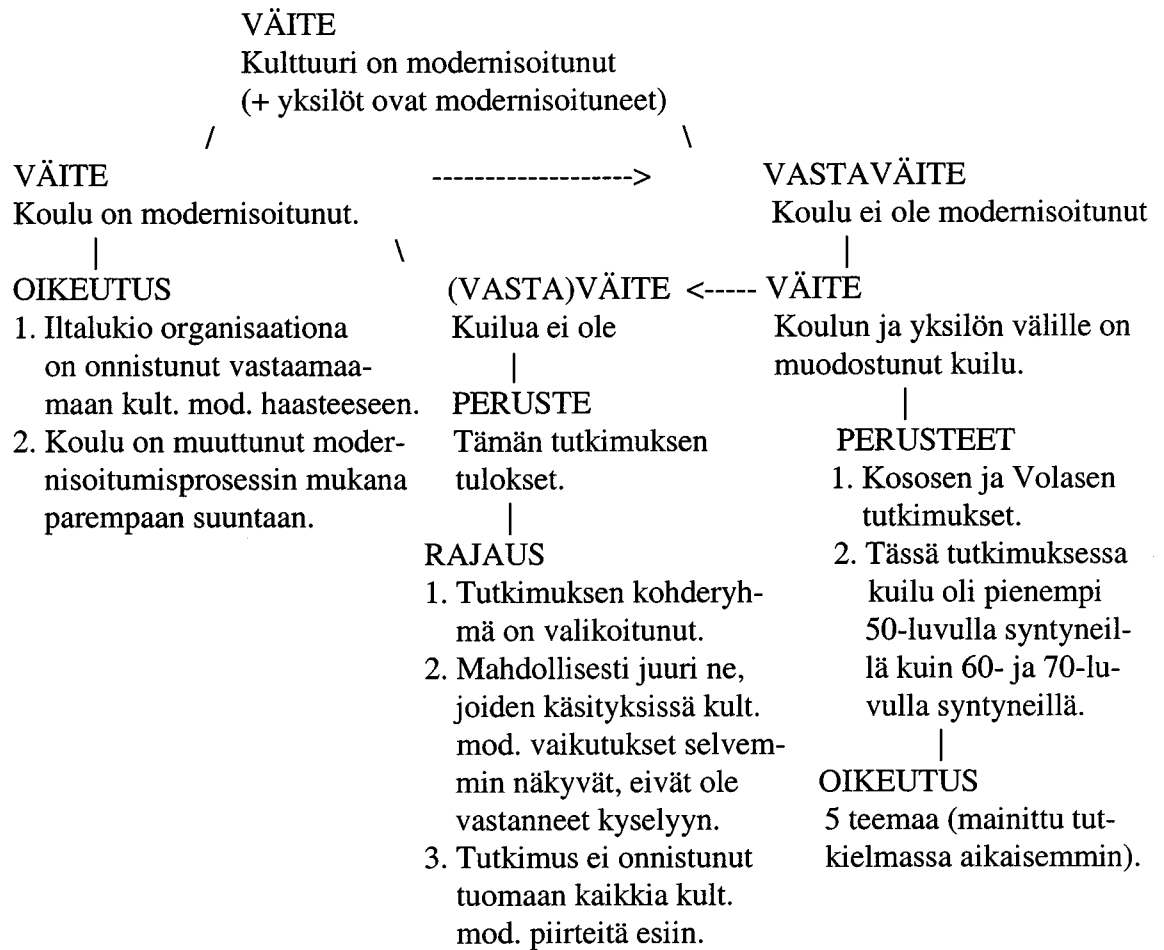 VÄITE
Kulttuuri on modernisoitunut
(+ yksilöt ovat modernisoituneet)
/ \
VÄITE -------------------> VASTAVÄITE
Koulu on modernisoitunut. Koulu ei ole modernisoitunut
| \ |
OIKEUTUS
1. Iltalukio organisaationa
on onnistunut vastaamaa-
maan kult. mod. haasteeseen.
2. Koulu on muuttunut moder-
nisoitumisprosessin mukana
parempaan suuntaan.
(VASTA)VÄITE <----- VÄITE
Kuilua ei ole
|
PERUSTE
Tämän tutkimuksen
tulokset.
|
RAJAUS
1. Tutkimuksen kohderyh-
mä on valikoitunut.
2. Mahdollisesti juuri ne,
joiden käsityksissä kult.
mod. vaikutukset selvem-
min näkyvät, eivät ole
vastanneet kyselyyn.
3. Tutkimus ei onnistunut
tuomaan kaikkia kult.
mod. piirteitä esiin.
Koulun ja yksilön välille on
muodostunut kuilu.
|
PERUSTEET
1. Kososen ja Volasen
tutkimukset.
2. Tässä tutkimuksessa
kuilu oli pienempi
50-luvulla syntyneil-
lä kuin 60- ja 70-lu-
vulla syntyneillä.
|
OIKEUTUS
5 teemaa (mainittu tut-
kielmassa aikaisemmin).